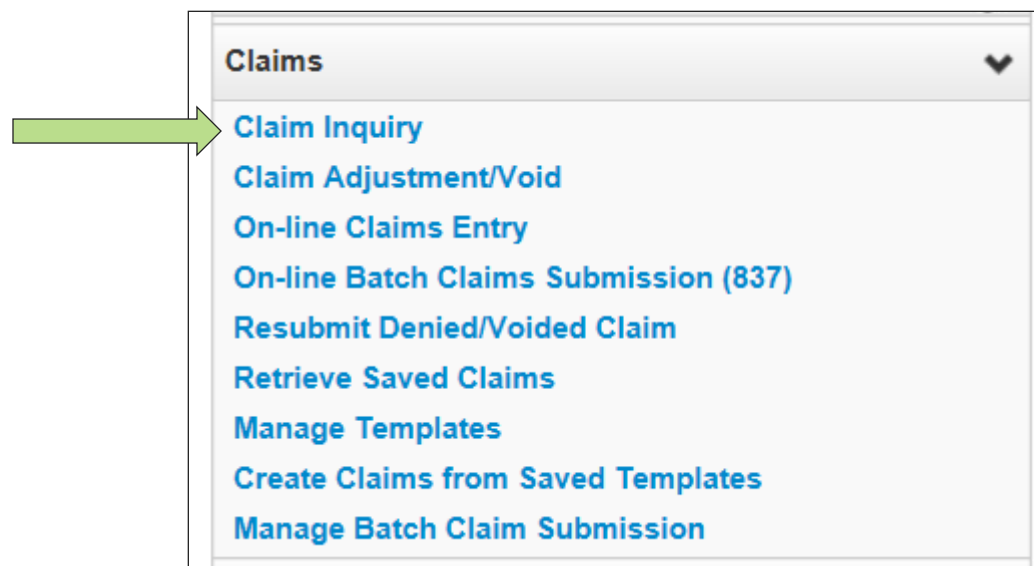 Claims
Claim Inquiry
Claim Adjustment/Void
On-line Claims Entry
On-line Batch Claims Submission (837)
Resubmit Denied/Voided Claim
Retrieve Saved Claims
Manage Templates
Create Claims from Saved Templates
Manage Batch Claim Submission